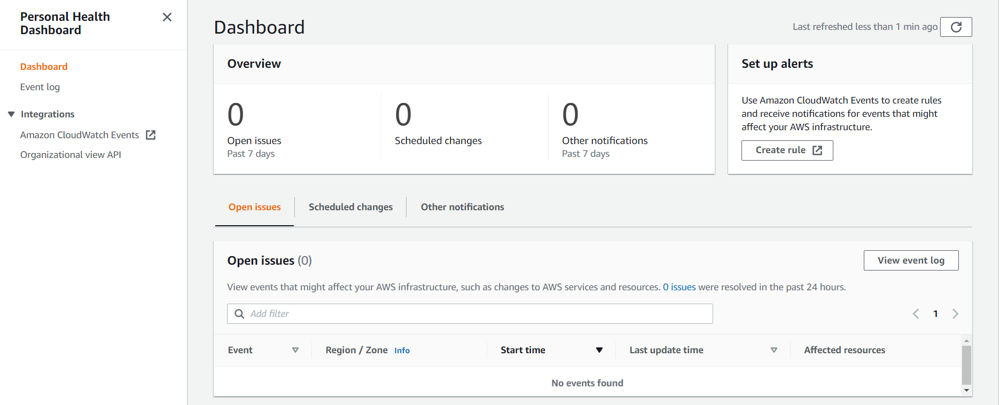 Personal Health
Dashboard
Dashboard
Event log
Integrations
Amazon CloudWatch Events
Organizational view API
Dashboard
Last refreshed less than 1 min ago
Overview
0
Open issues
Past 7 days
0
Scheduled changes
0
Other notifications
Past 7 days
Set up alerts
Use Amazon CloudWatch Events to create rules
and receive notifications for events that might
affect your AWS infrastructure.
Create rule
Open issues
Scheduled changes
Other notifications
Open issues (0)
View event log
View events that might affect your AWS infrastructure, such as changes to AWS services and resources. 0 issues were resolved in the past 24 hours.
Add filter
1
Event
Region / Zone Info
Start time
Last update time
Affected resources
No events found